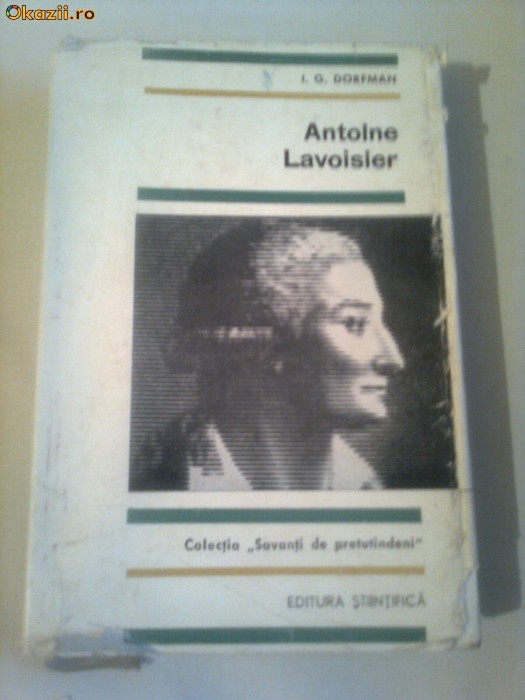 Okazii.ro
I. G. DORFMAN
Antoine
Lavoisier
Colecția „Savanți de pretutindeni"
EDITURA ȘTIINȚIFICĂ